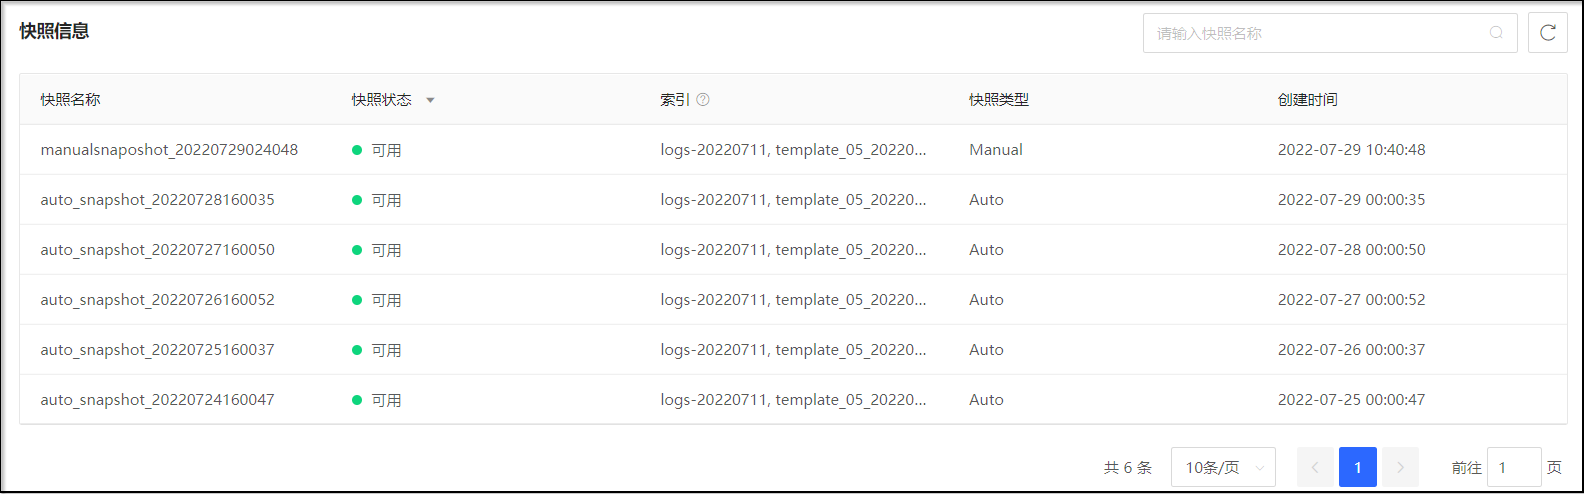 快照信息
请输入快照名称
快照名称 快照状态 索引 快照类型 创建时间
manualsnaposhot_20220729024048 可用 logs-20220711, template_05_20220... Manual 2022-07-29 10:40:48
auto_snapshot_20220728160035 可用 logs-20220711, template_05_20220... Auto 2022-07-29 00:00:35
auto_snapshot_20220727160050 可用 logs-20220711, template_05_20220... Auto 2022-07-28 00:00:50
auto_snapshot_20220726160052 可用 logs-20220711, template_05_20220... Auto 2022-07-27 00:00:52
auto_snapshot_20220725160037 可用 logs-20220711, template_05_20220... Auto 2022-07-26 00:00:37
auto_snapshot_20220724160047 可用 logs-20220711, template_05_20220... Auto 2022-07-25 00:00:47
共 6 条 10条/页 1 前往 1 页